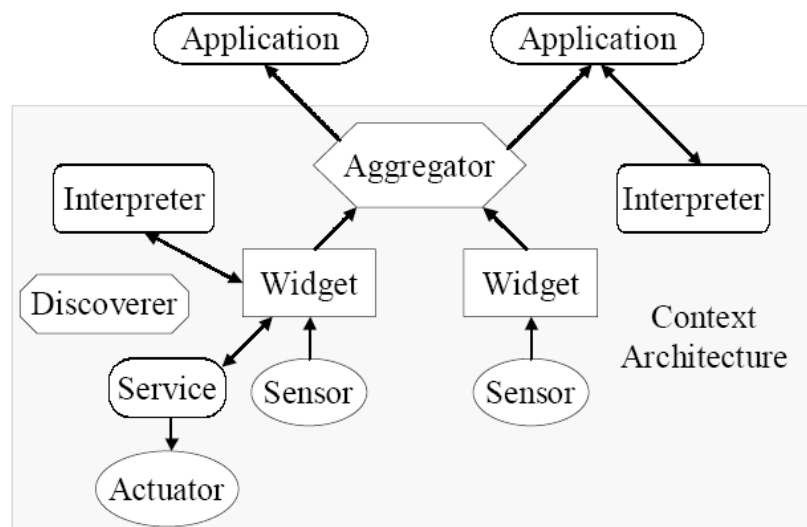 Application
Application
Aggregator
Interpreter
Interpreter
Widget
Widget
Discoverer
Context
Architecture
Service
Sensor
Sensor
Actuator